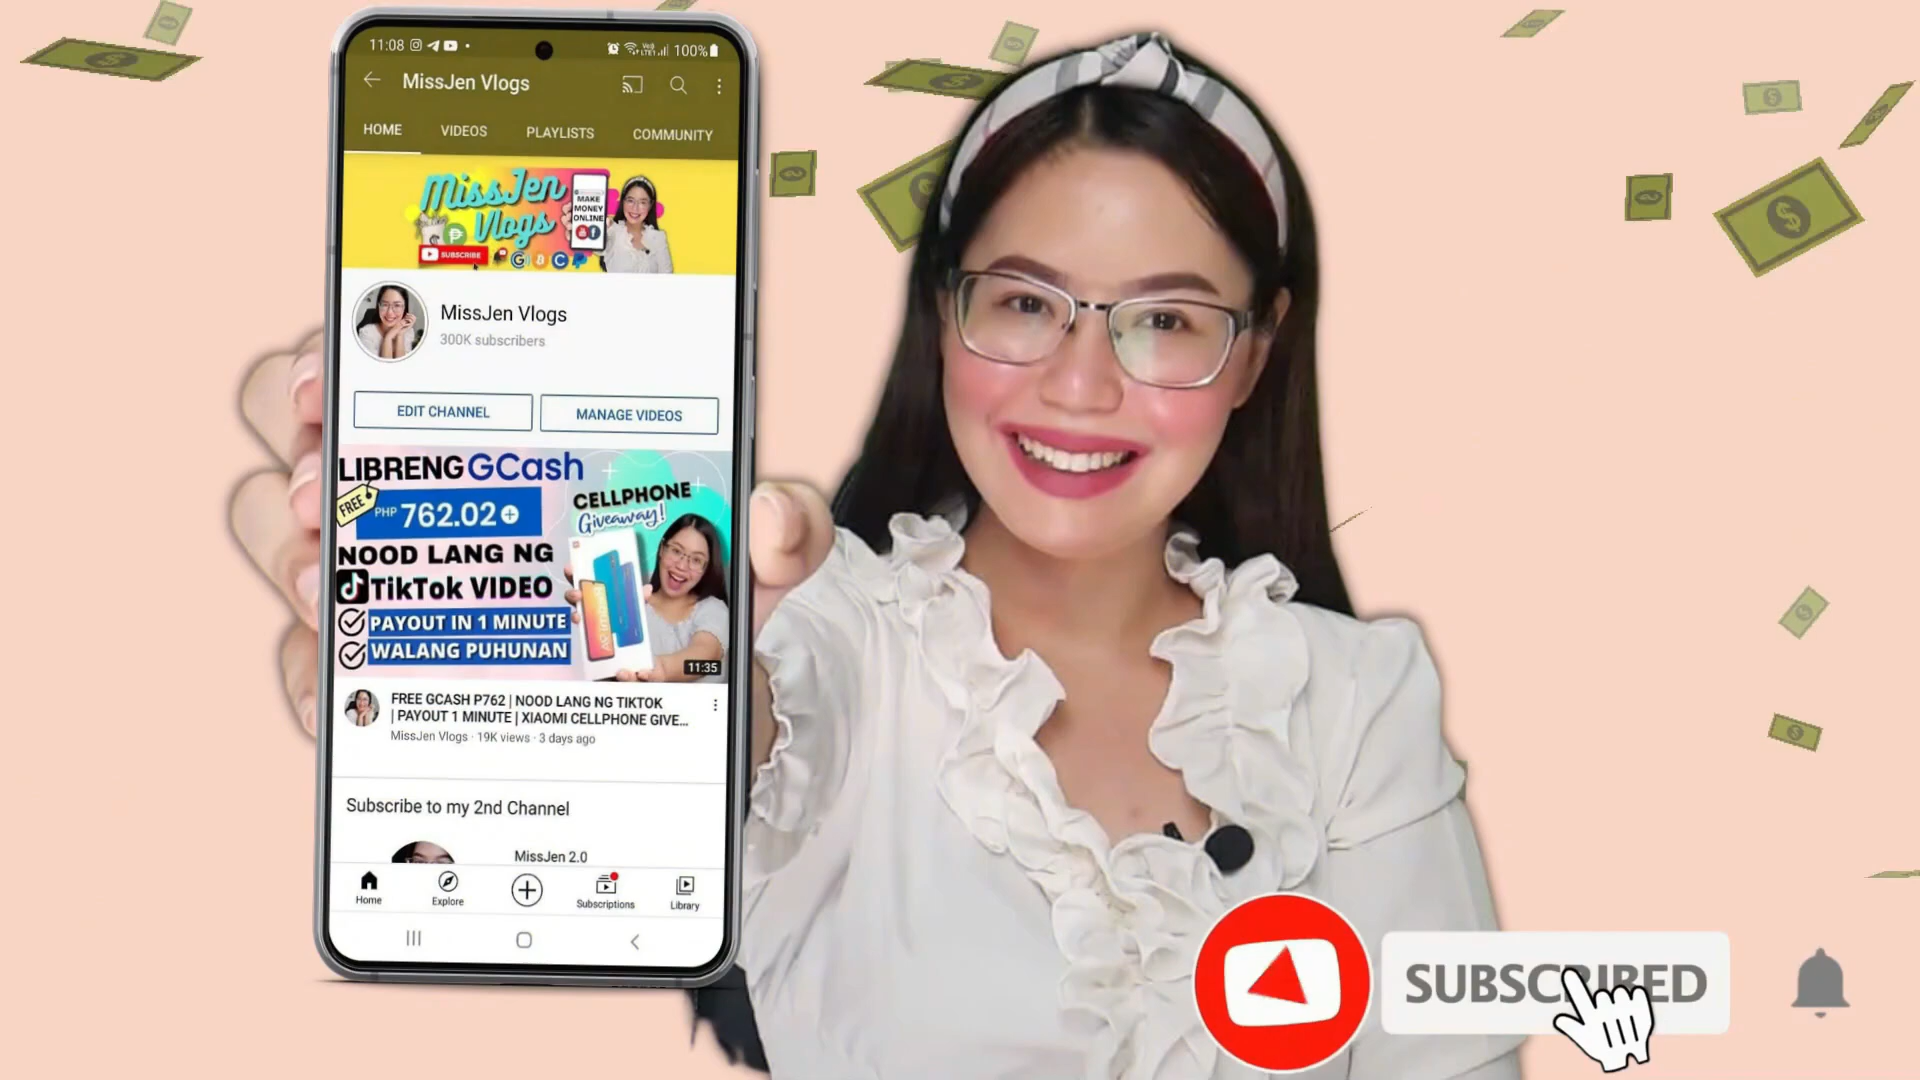 11:08
100%
MissJen Vlogs
HOME VIDEOS PLAYLISTS COMMUNITY
MissJen
Vlogs
MAKE
MONEY
ONLINE
SUBSCRIBE
MissJen Vlogs
300K subscribers
EDIT CHANNEL
MANAGE VIDEOS
LIBRENG GCash
FREE
PHP 762.02
CELLPHONE
Giveaway!
NOOD LANG NG
TikTok VIDEO
PAYOUT IN 1 MINUTE
WALANG PUHUNAN
11:35
FREE GCASH P762 | NOOD LANG NG TIKTOK
| PAYOUT 1 MINUTE | XIAOMI CELLPHONE GIVE...
MissJen Vlogs · 19K views · 3 days ago
Subscribe to my 2nd Channel
MissJen 2.0
Home Explore Subscriptions Library
SUBSCRIBED